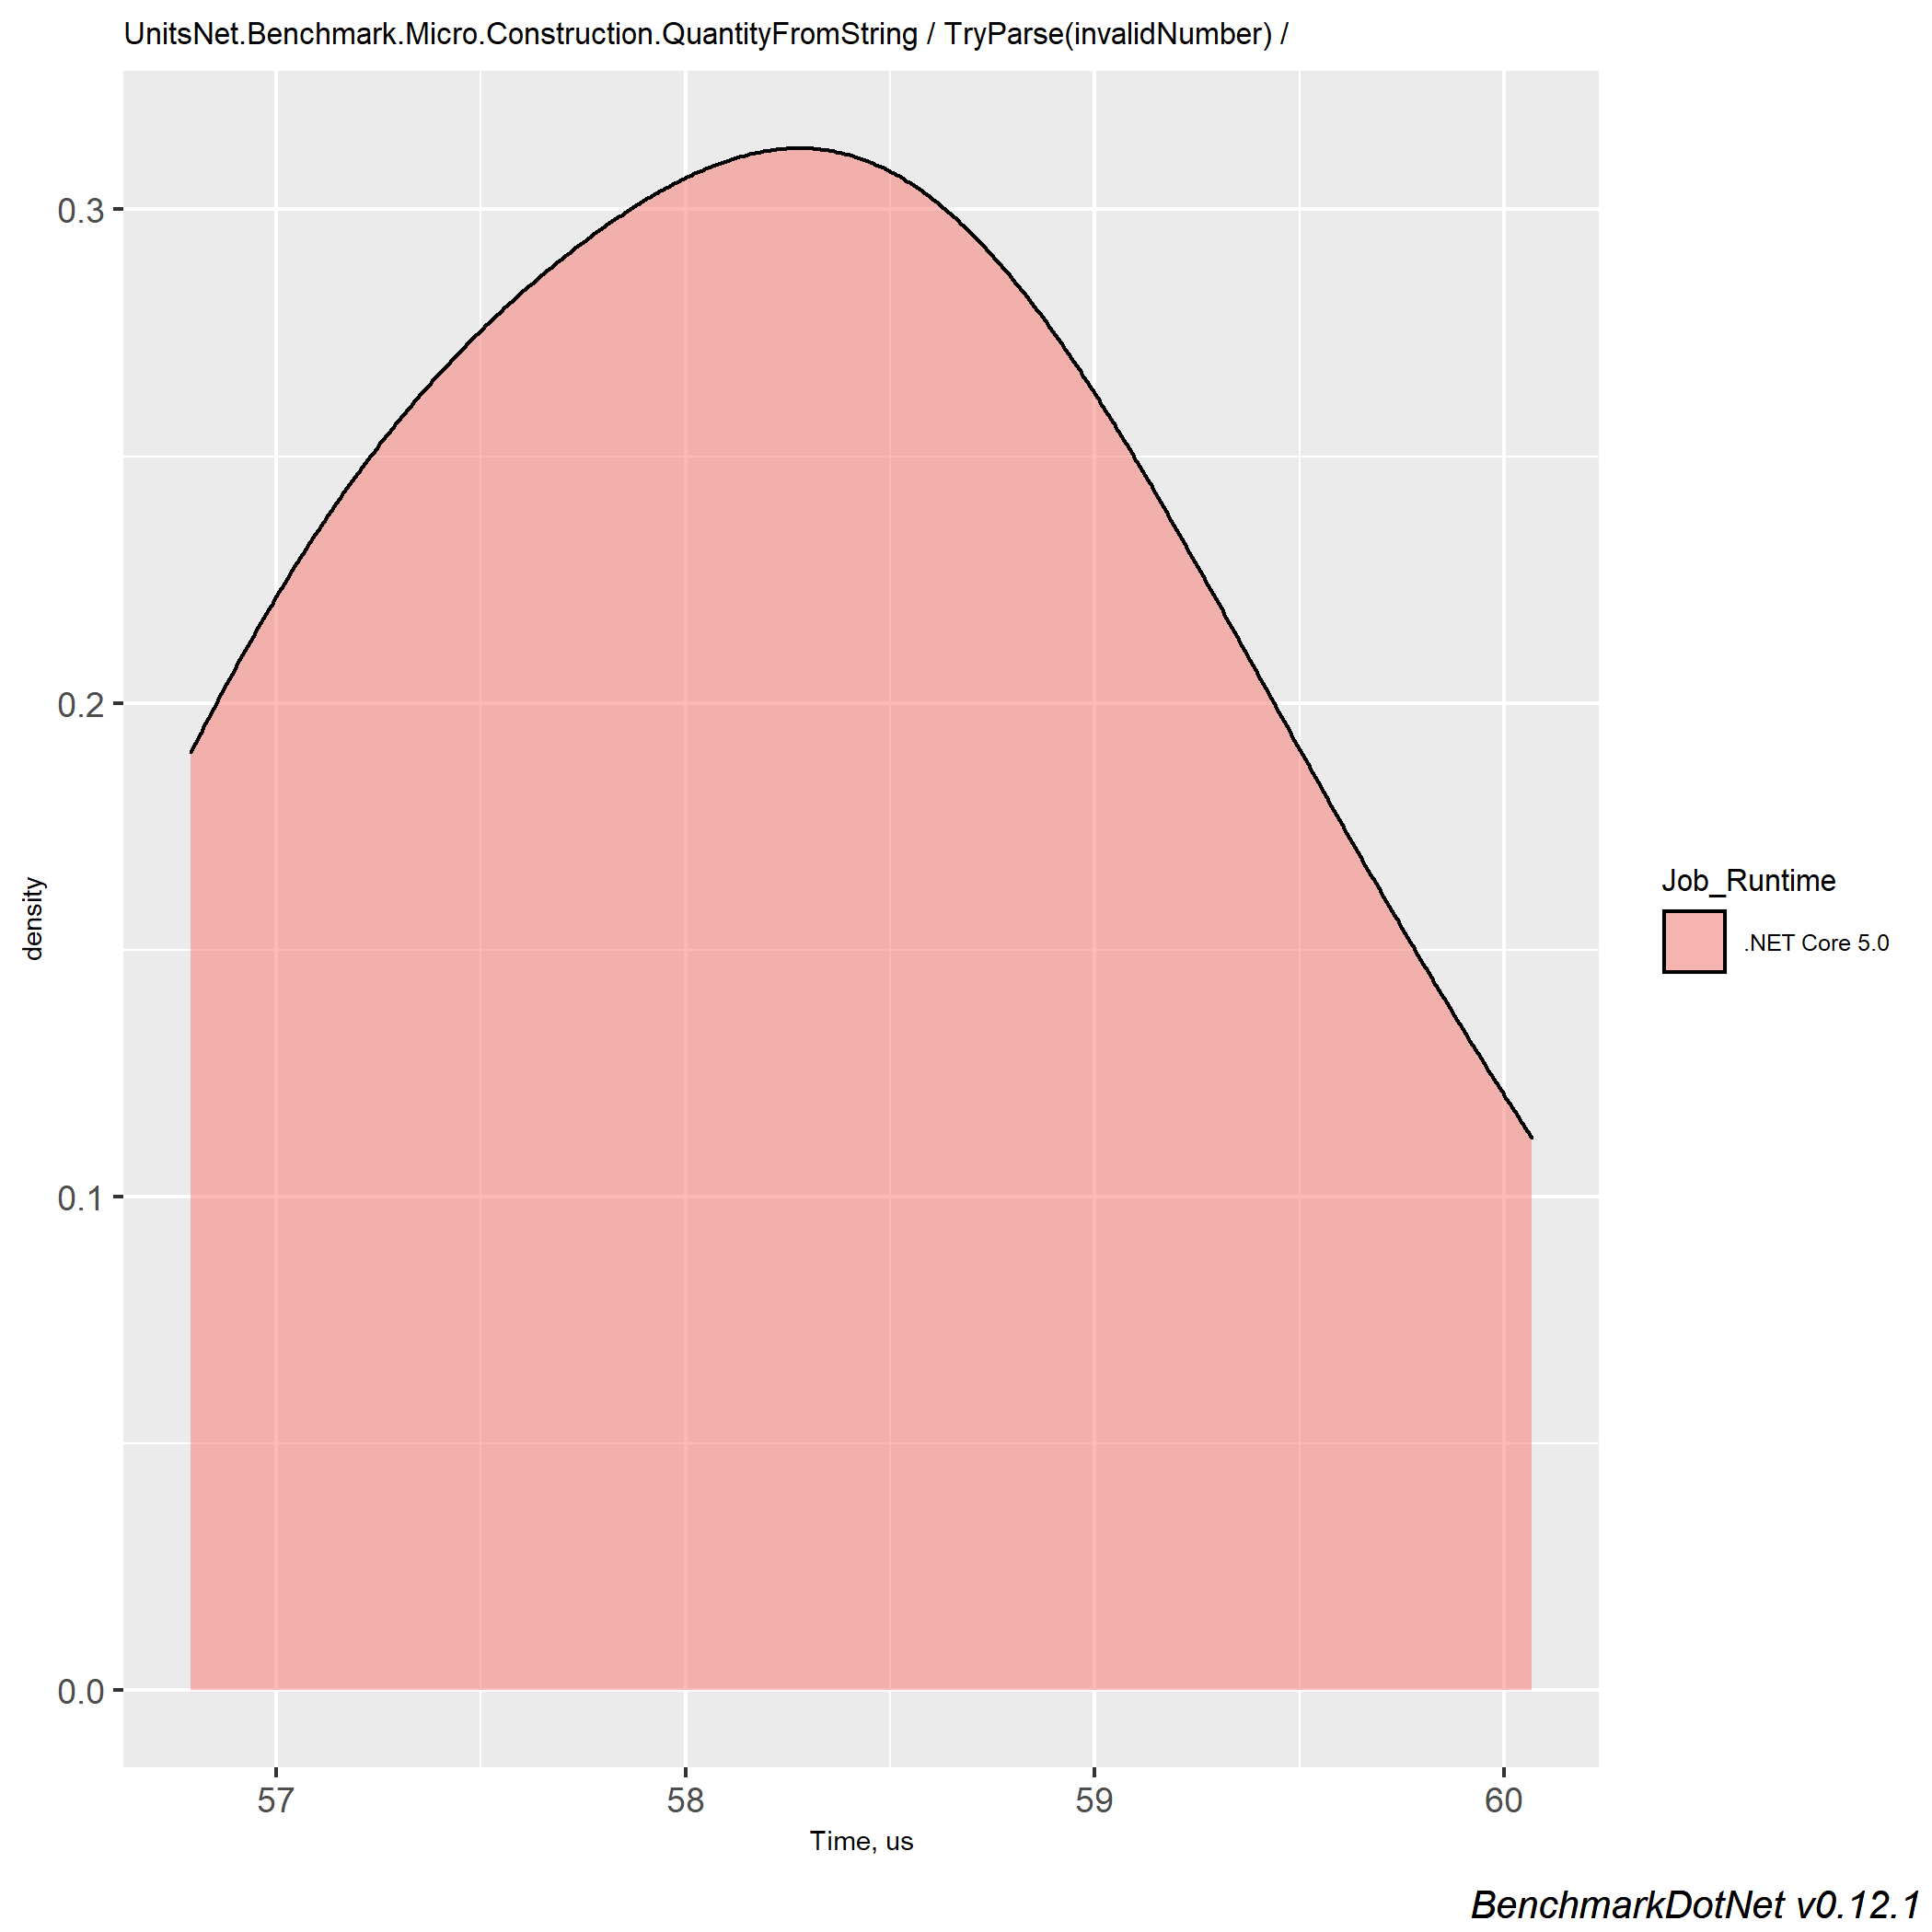 UnitsNet.Benchmark.Micro.Construction.QuantityFromString / TryParse(invalidNumber) /
0.3
0.2
0.1
0.0
density
57 58 59 60
Time, us
Job_Runtime
.NET Core 5.0
BenchmarkDotNet v0.12.1